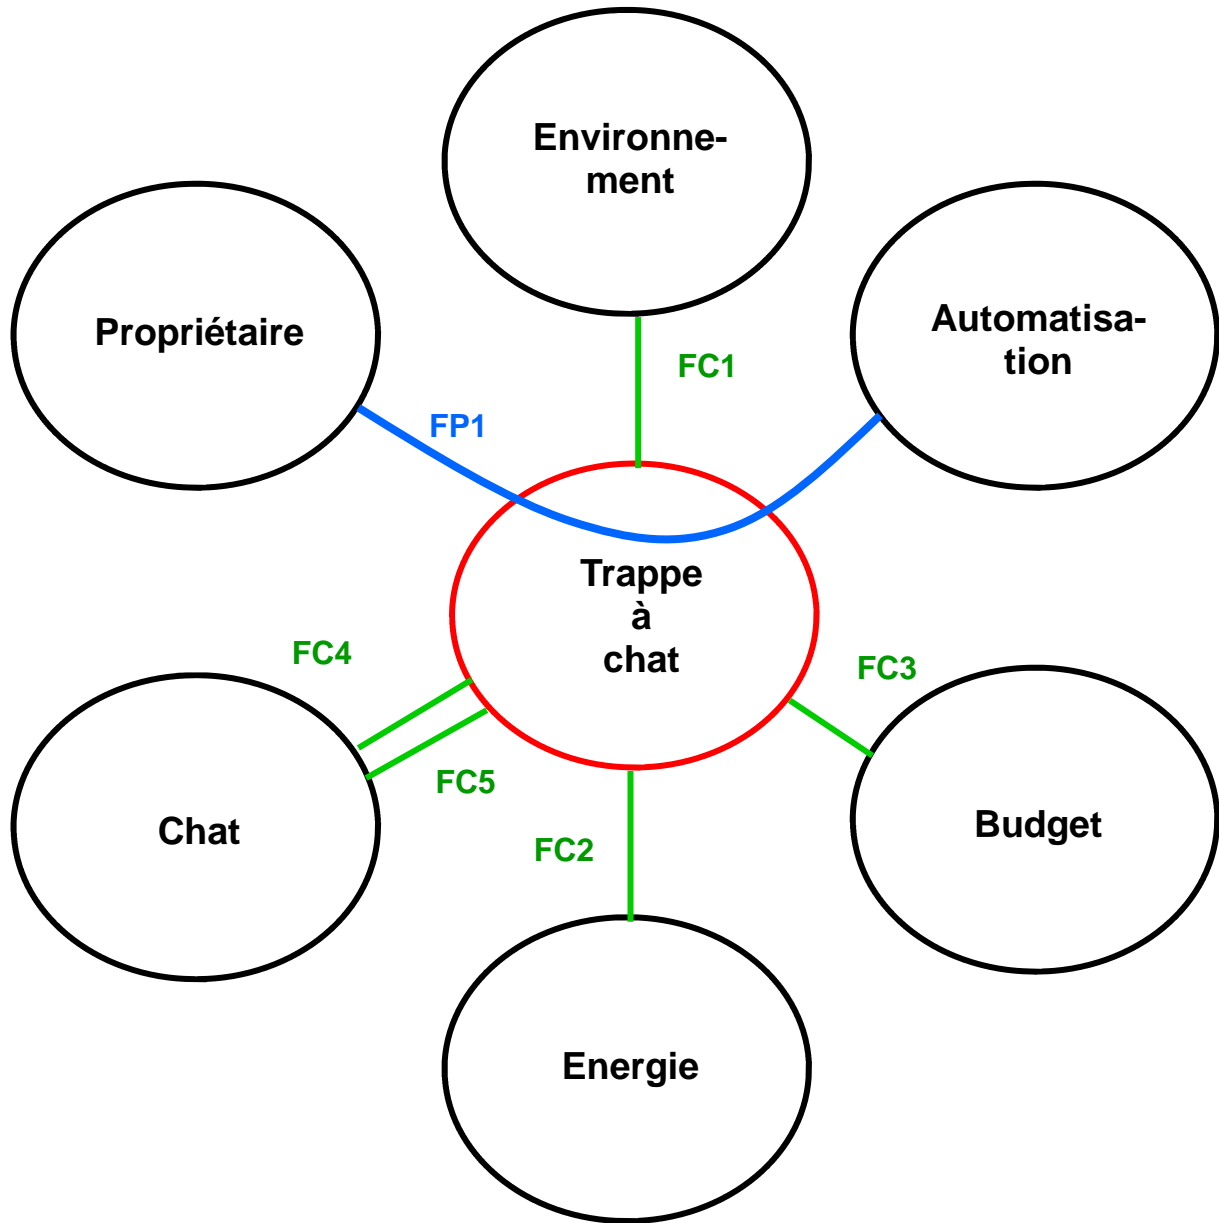 Environne-
ment
Propriétaire
Automatisa-
tion
FC1
FP1
Trappe
à
chat
FC4
FC3
FC5
Chat
Budget
FC2
Energie